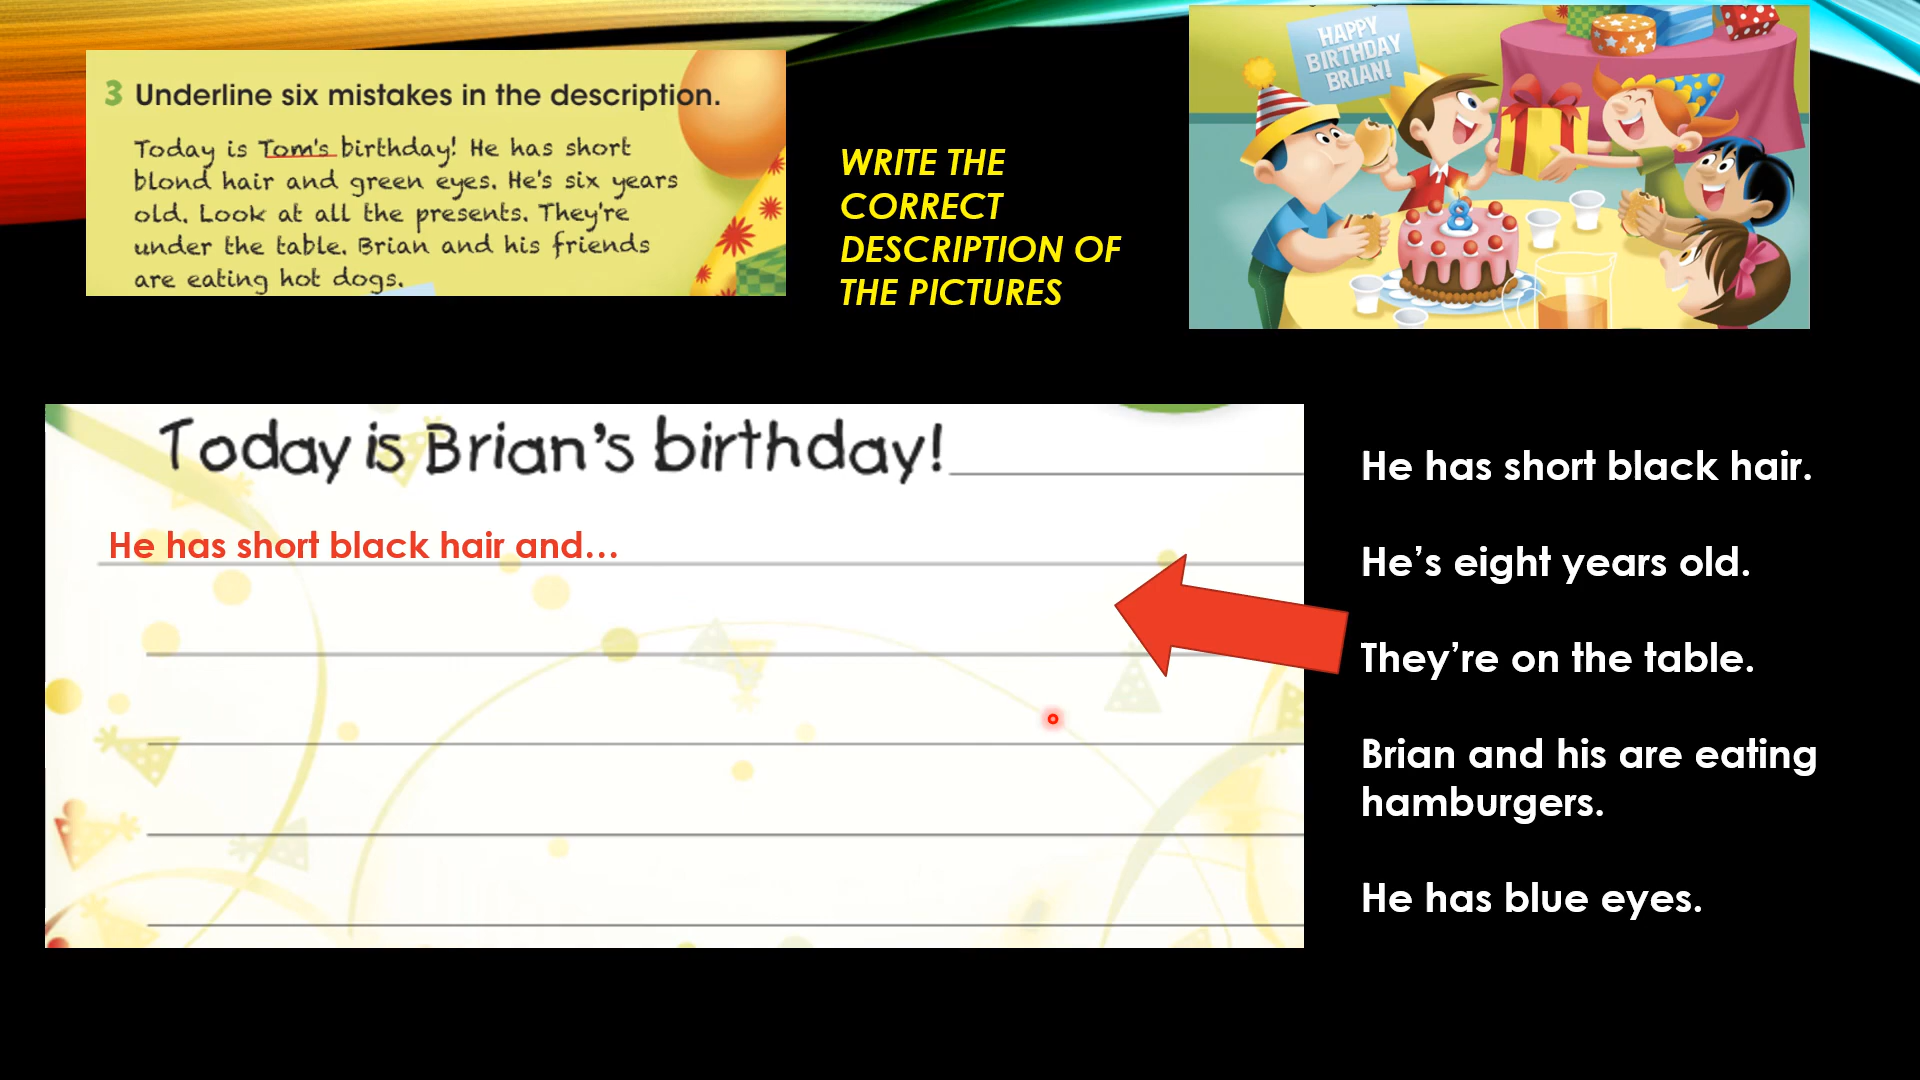 3 Underline six mistakes in the description.
Today is Tom's birthday! He has short
blond hair and green eyes. He's six years
old. Look at all the presents. They're
under the table. Brian and his friends
are eating hot dogs.
WRITE THE
CORRECT
DESCRIPTION OF
THE PICTURES
HAPPY
BIRTHDAY
BRIAN!
8
Today is Brian's birthday!
He has short black hair and...
He has short black hair.
He's eight years old.
They're on the table.
Brian and his are eating
hamburgers.
He has blue eyes.